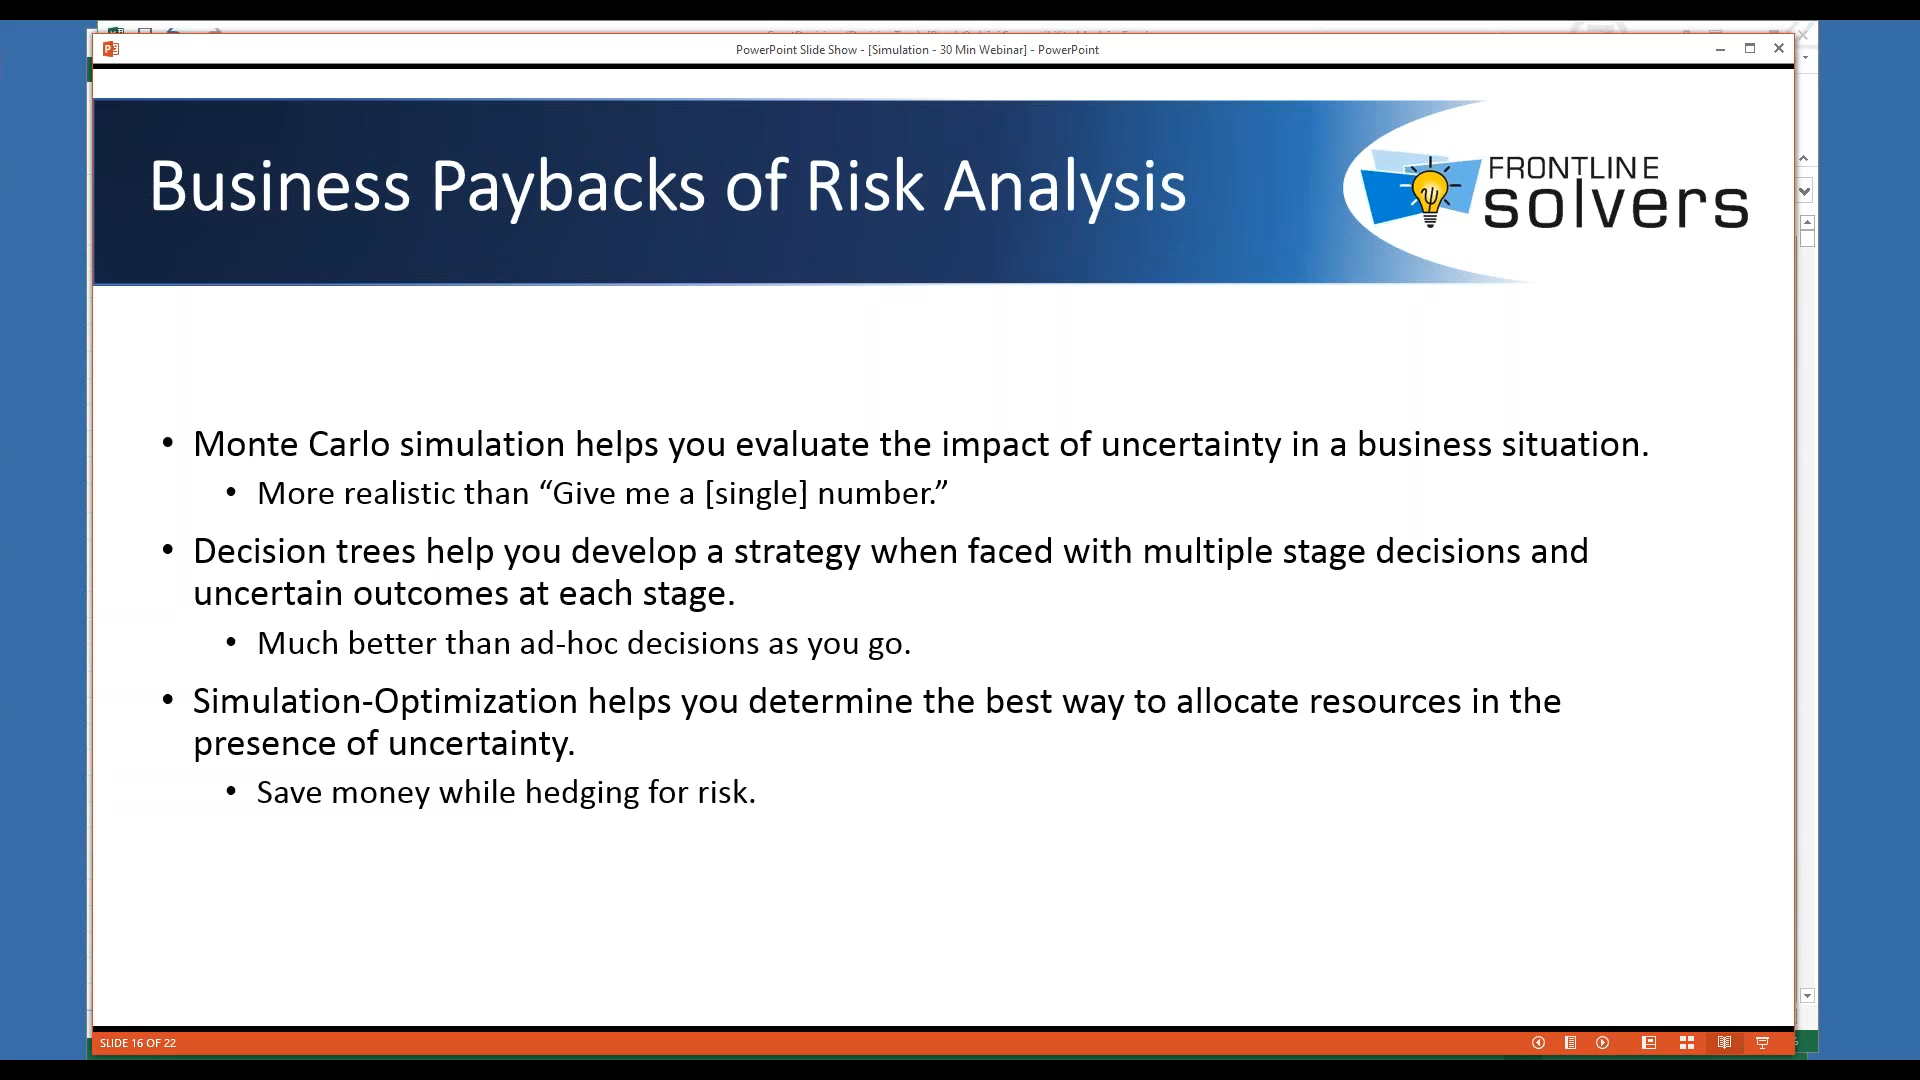 PowerPoint Slide Show - [Simulation - 30 Min Webinar] - PowerPoint
Business Paybacks of Risk Analysis
FRONTLINE
solvers
• Monte Carlo simulation helps you evaluate the impact of uncertainty in a business situation.
• More realistic than “Give me a [single] number.”
• Decision trees help you develop a strategy when faced with multiple stage decisions and
uncertain outcomes at each stage.
• Much better than ad-hoc decisions as you go.
• Simulation-Optimization helps you determine the best way to allocate resources in the
presence of uncertainty.
• Save money while hedging for risk.
SLIDE 16 OF 22